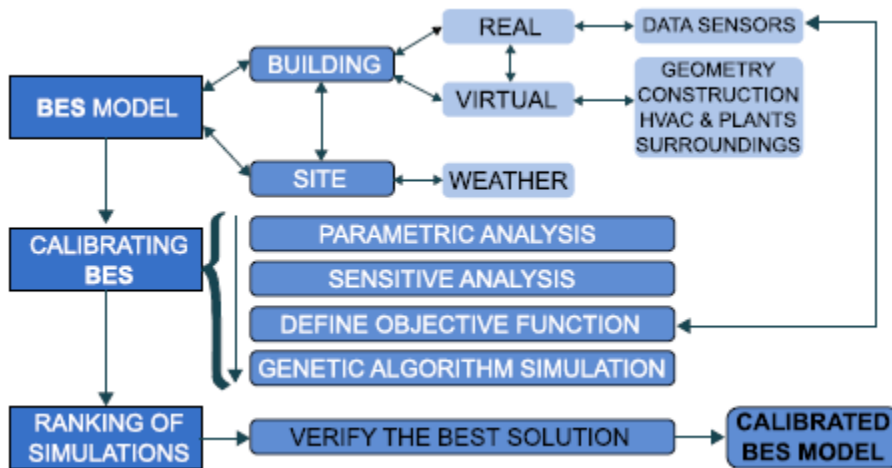 REAL
DATA SENSORS
BUILDING
BES MODEL
VIRTUAL
GEOMETRY
CONSTRUCTION
HVAC & PLANTS
SURROUNDINGS
SITE
WEATHER
CALIBRATING
BES
PARAMETRIC ANALYSIS
SENSITIVE ANALYSIS
DEFINE OBJECTIVE FUNCTION
GENETIC ALGORITHM SIMULATION
RANKING OF
SIMULATIONS
VERIFY THE BEST SOLUTION
CALIBRATED
BES MODEL